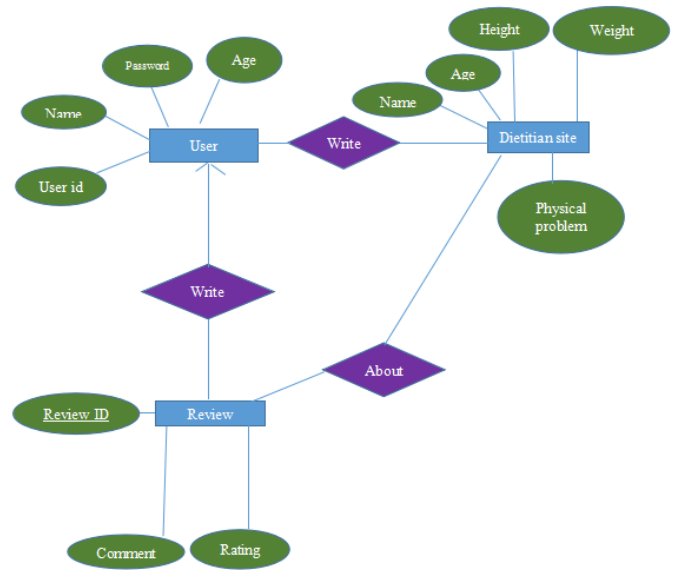 Height
Weight
Password
Age
Age
Name
Name
User
Write
Dietitian site
User id
Physical
problem
Write
About
Review ID
Review
Comment
Rating